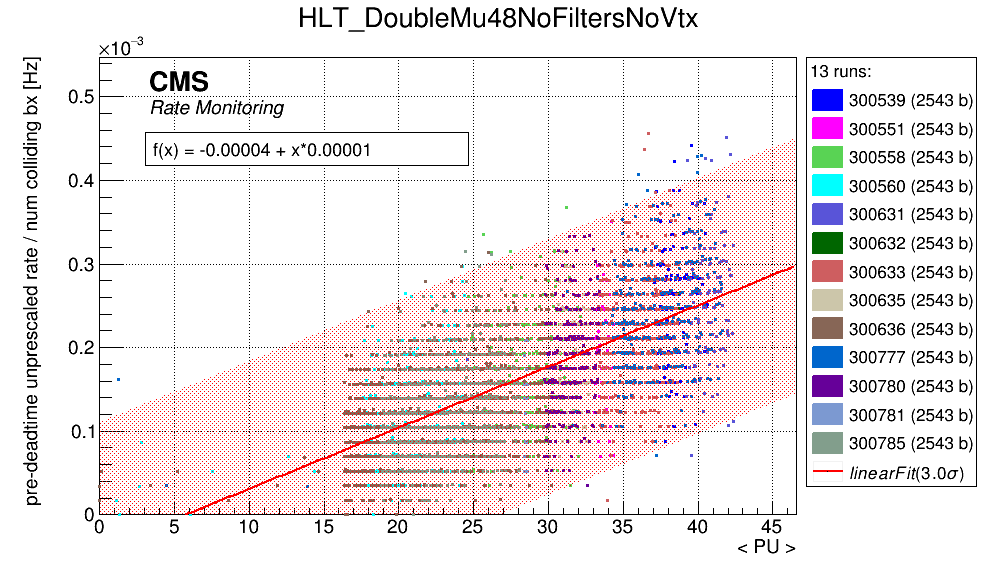 HLT_DoubleMu48NoFiltersNoVtx
×10⁻³
pre-deadtime unprescaled rate / num colliding bx [Hz]
CMS
Rate Monitoring
f(x) = -0.00004 + x*0.00001
0.5
0.4
0.3
0.2
0.1
0
0 5 10 15 20 25 30 35 40 45
< PU >
13 runs:
300539 (2543 b)
300551 (2543 b)
300558 (2543 b)
300560 (2543 b)
300631 (2543 b)
300632 (2543 b)
300633 (2543 b)
300635 (2543 b)
300636 (2543 b)
300777 (2543 b)
300780 (2543 b)
300781 (2543 b)
300785 (2543 b)
linearFit(3.0σ)